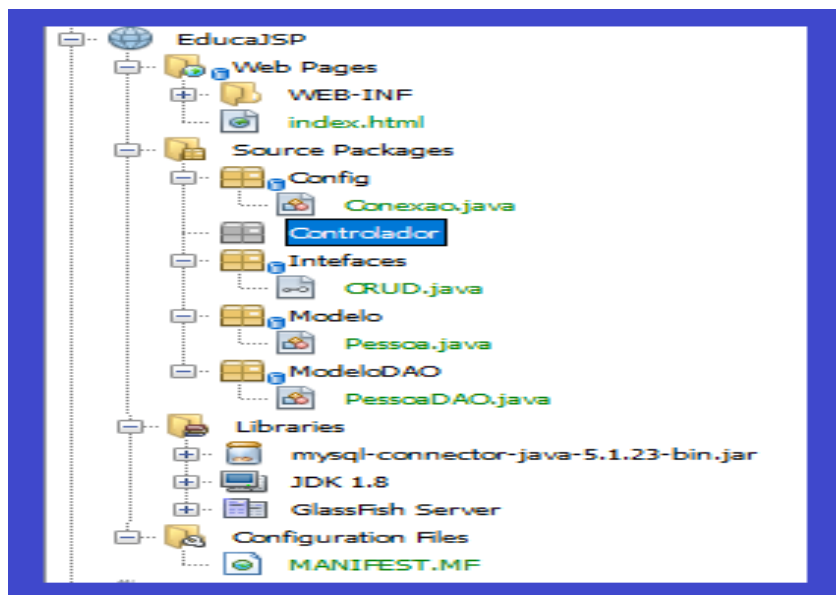 EducaJSP
Web Pages
WEB-INF
index.html
Source Packages
Config
Conexao.java
Controlador
Intefaces
CRUD.java
Modelo
Pessoa.java
ModeloDAO
PessoaDAO.java
Libraries
mysql-connector-java-5.1.23-bin.jar
JDK 1.8
GlassFish Server
Configuration Files
MANIFEST.MF